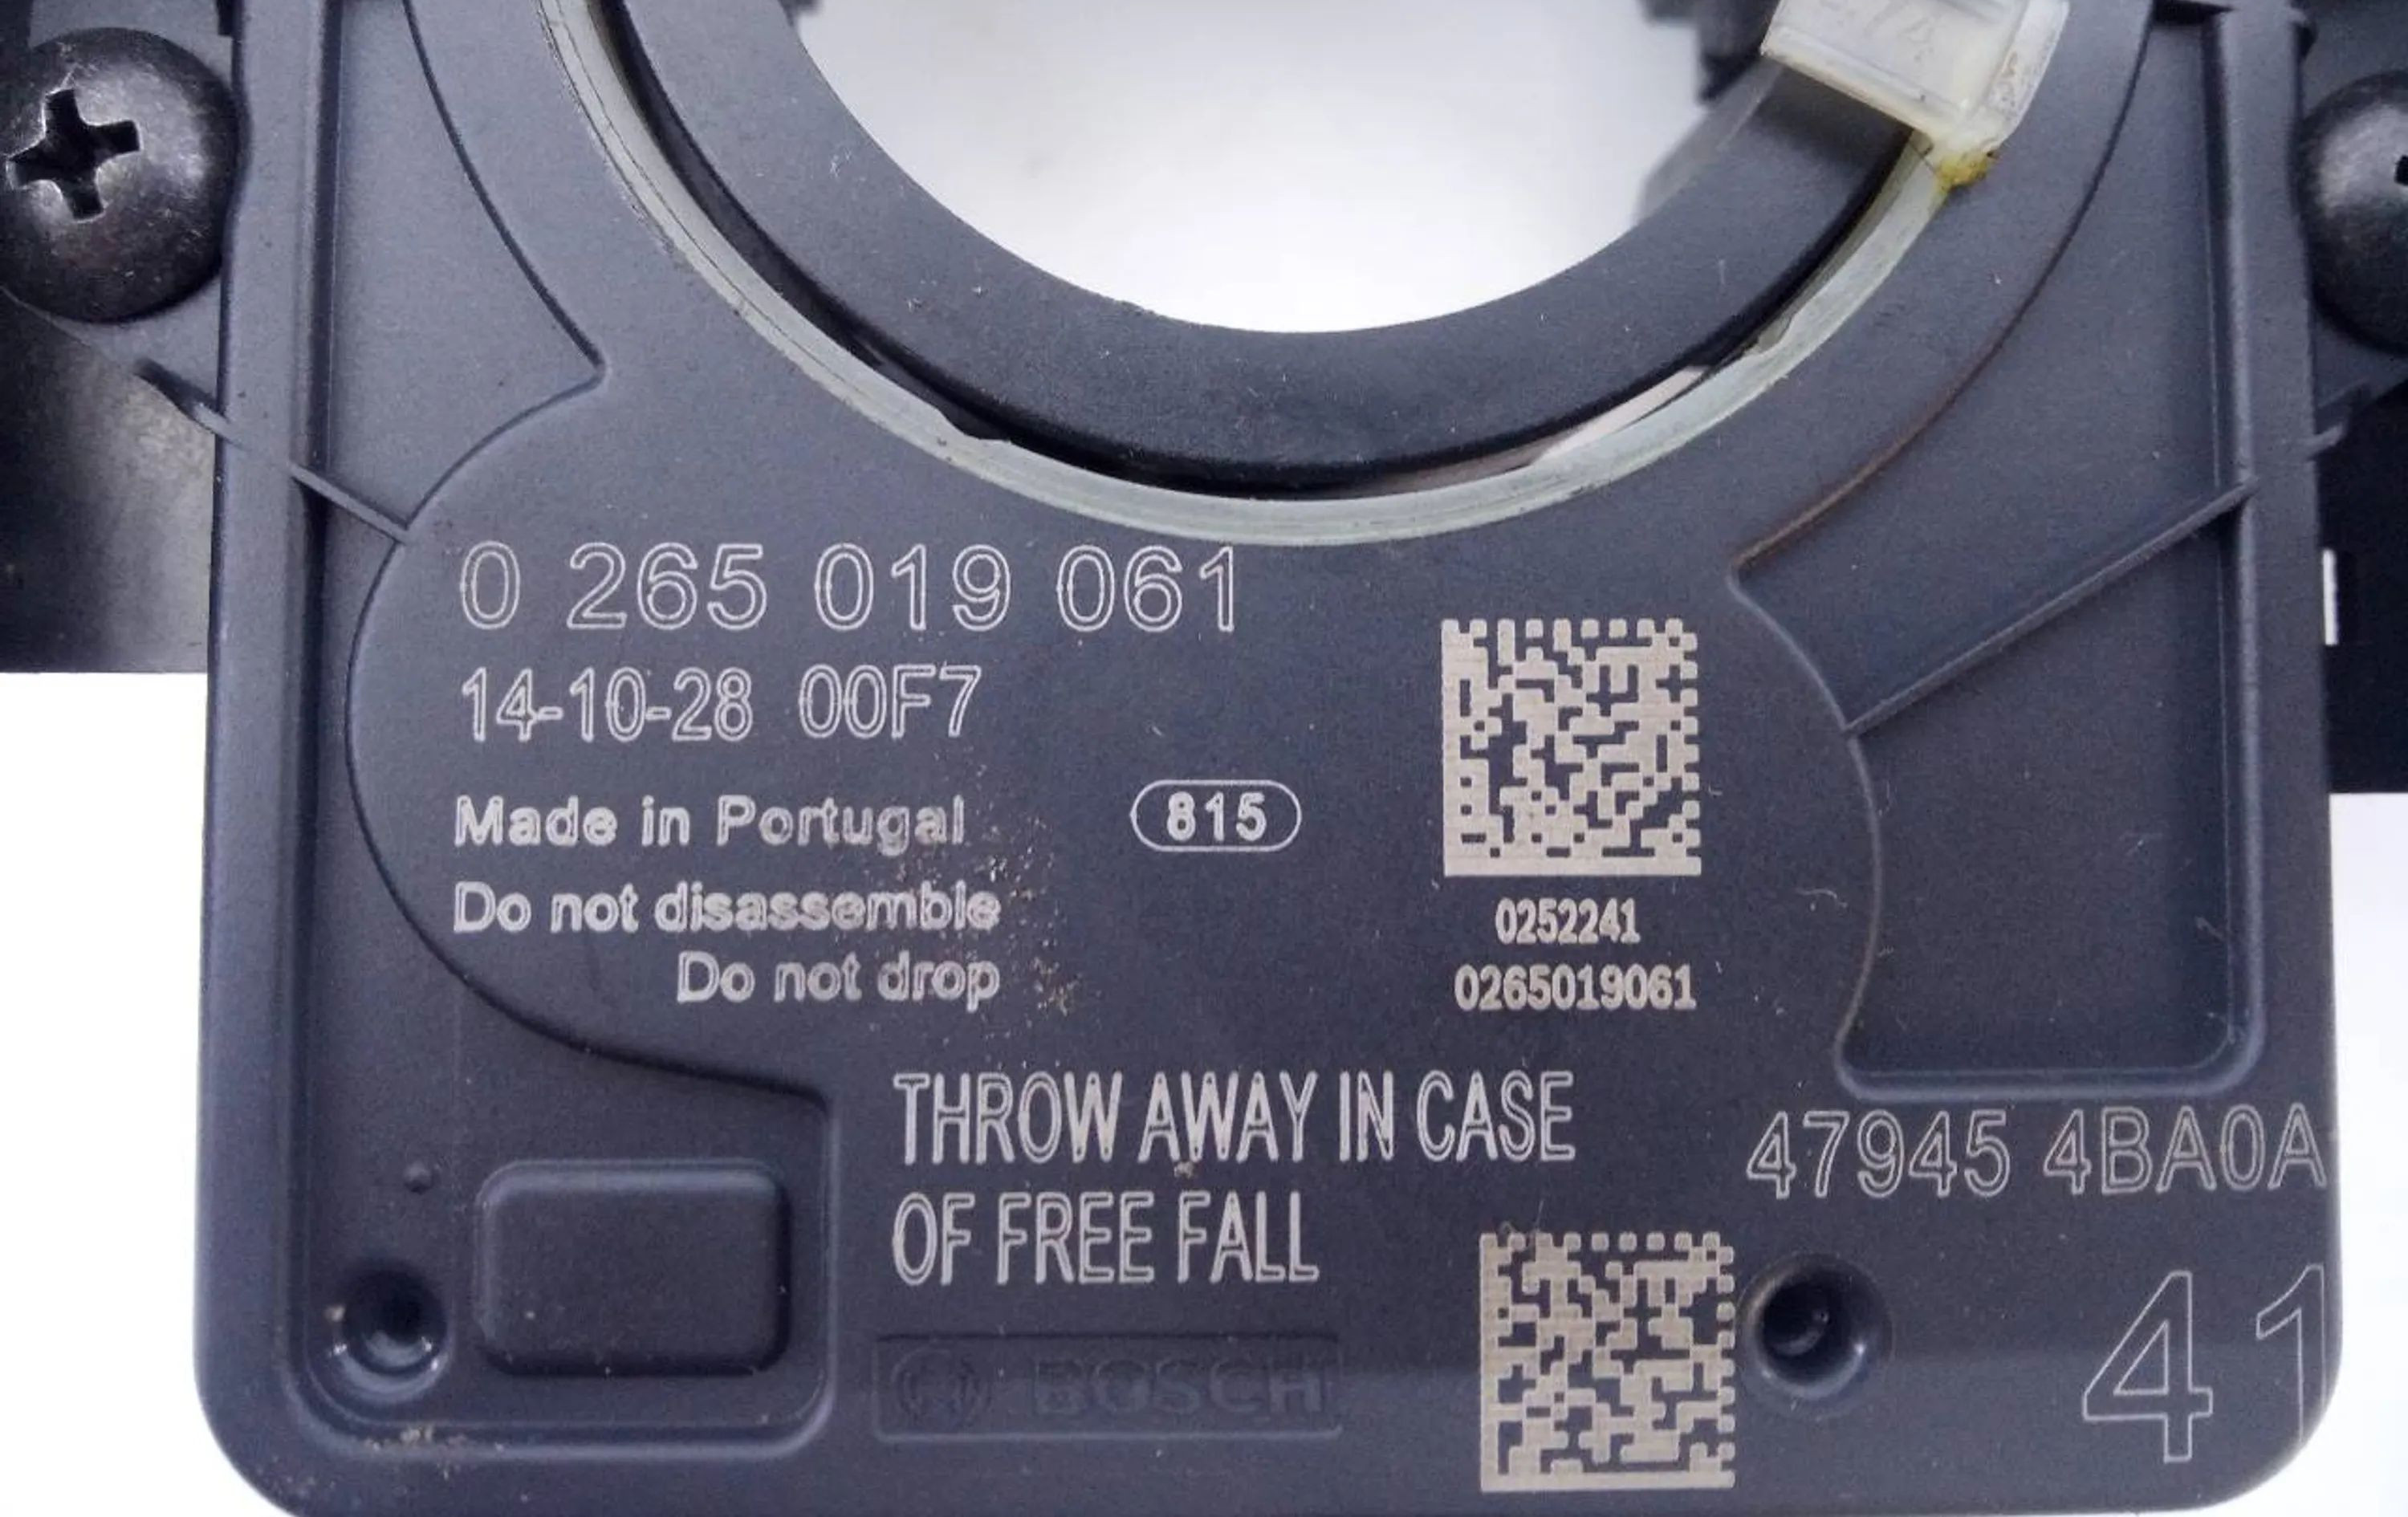 0 265 019 061
14-10-28 00F7
Made in Portugal
815
Do not disassemble
Do not drop
0252241
0265019061
THROW AWAY IN CASE
OF FREE FALL
47945 4BA0A
41
BOSCH